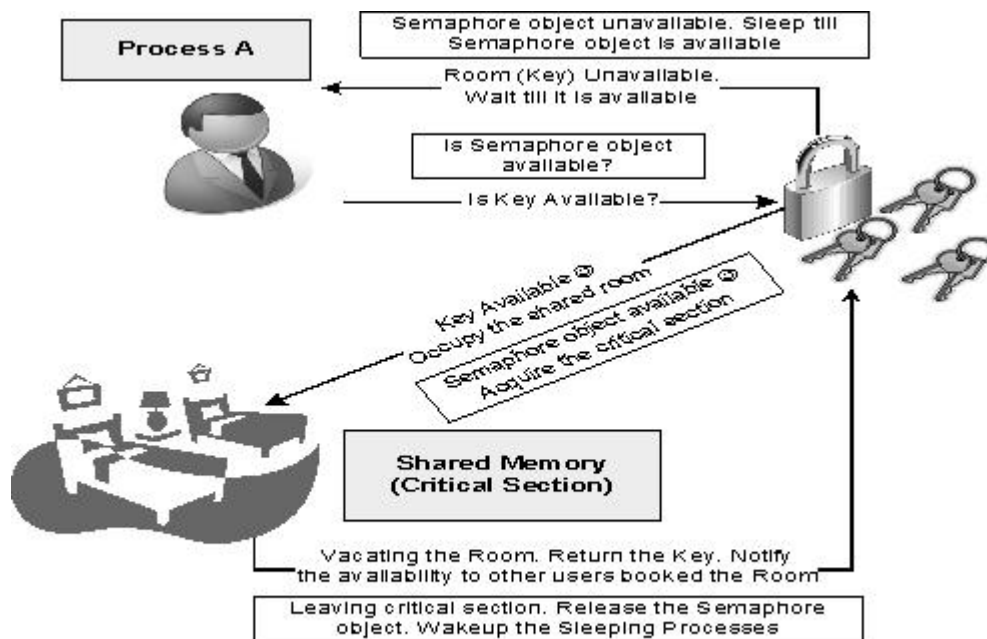 Semaphore object unavailable. Sleep till
Semaphore object is available
Process A
Room (Key) Unavailable.
Wait till it is available
Is Semaphore object
available?
Is Key Available?
Key Available ☺
Occupy the shared room
Semaphore object available ☺
Acquire the critical section
Shared Memory
(Critical Section)
Vacating the Room. Return the Key. Notify
the availability to other users booked the Room
Leaving critical section. Release the Semaphore
object. Wakeup the Sleeping Processes